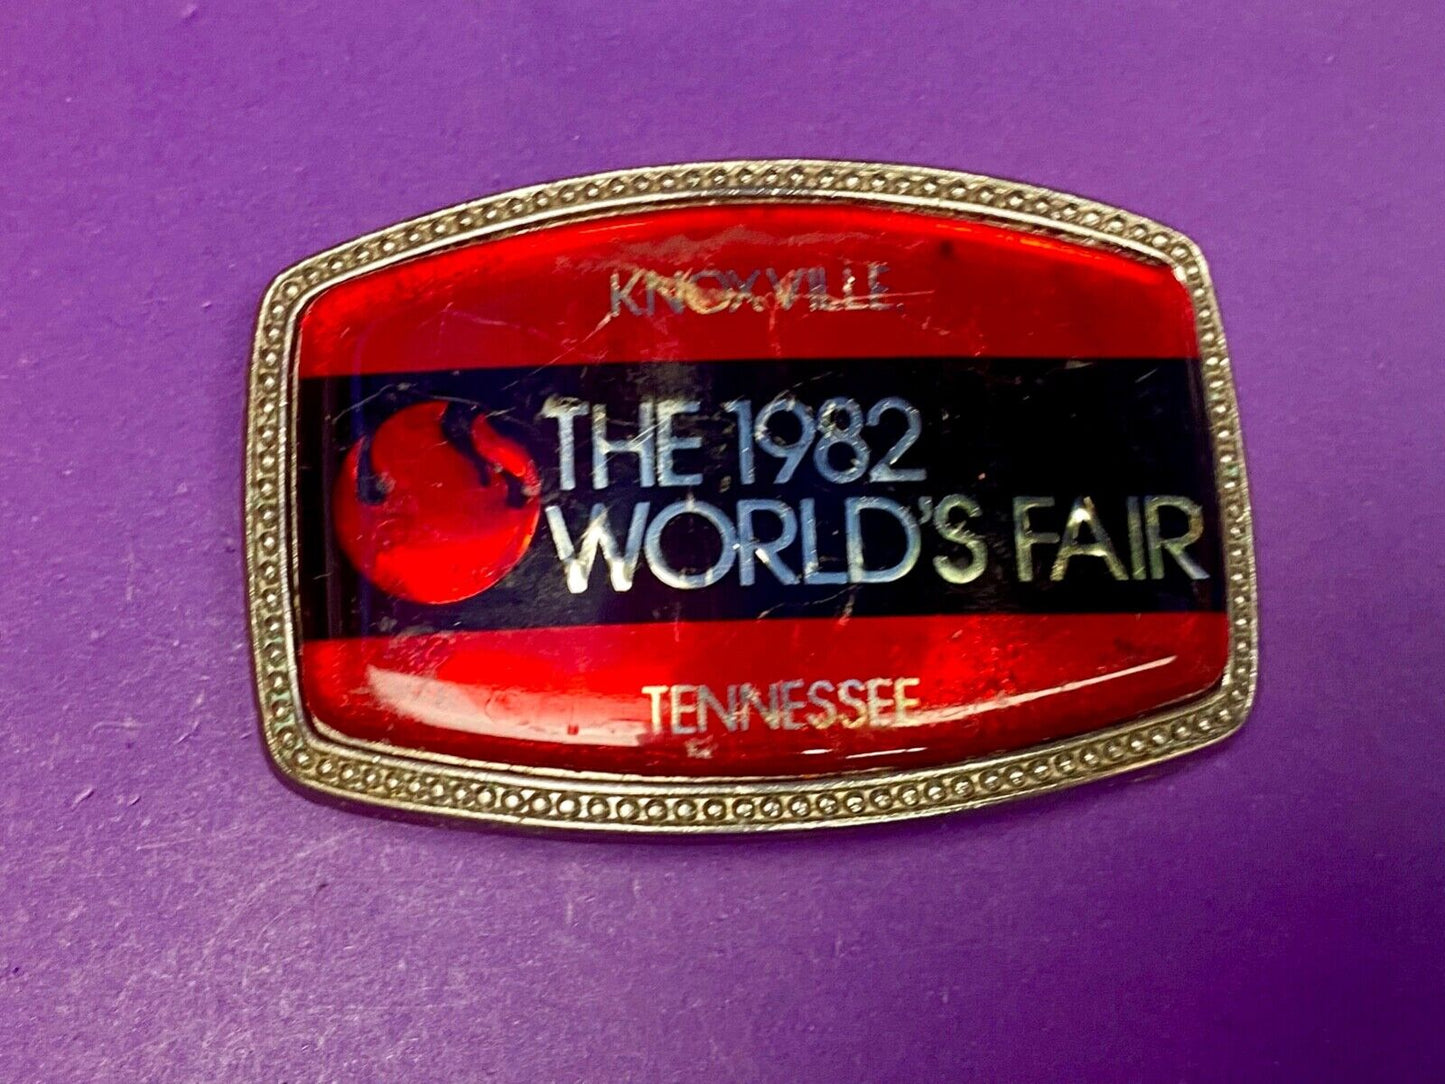 KNOXVILLE
THE 1982
WORLD'S FAIR
TENNESSEE